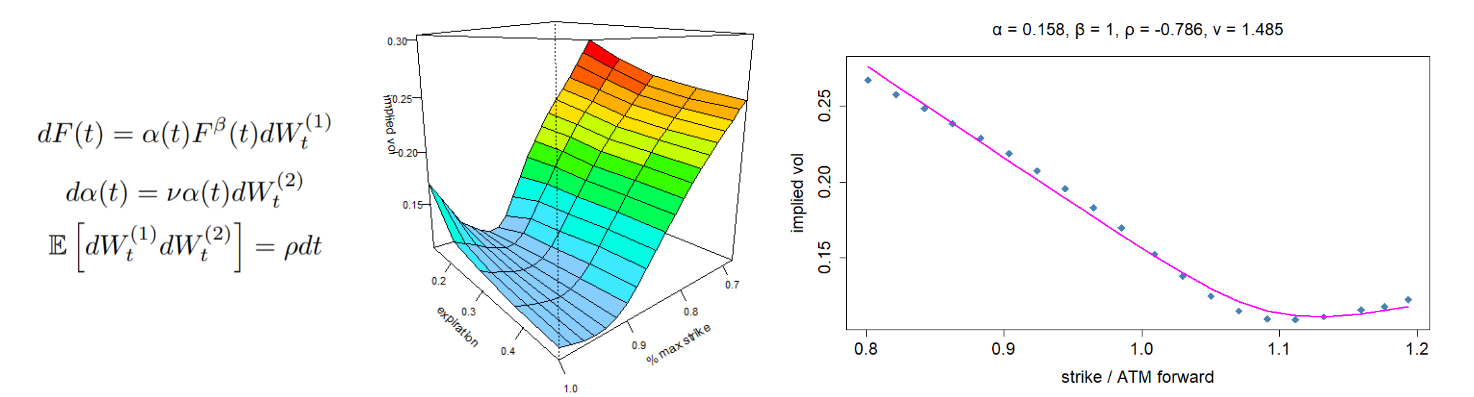 dF(t) = α(t)F^β(t)dW_t^(1)
dα(t) = να(t)dW_t^(2)
𝔼[dW_t^(1)dW_t^(2)] = ρdt
0.30
0.25
0.20
0.15
implied vol
0.2
0.3
0.4
expiration
0.7
0.8
0.9
1.0
% max.strike
α = 0.158, β = 1, ρ = -0.786, ν = 1.485
0.25
0.20
0.15
implied vol
0.8
0.9
1.0
1.1
1.2
strike / ATM forward